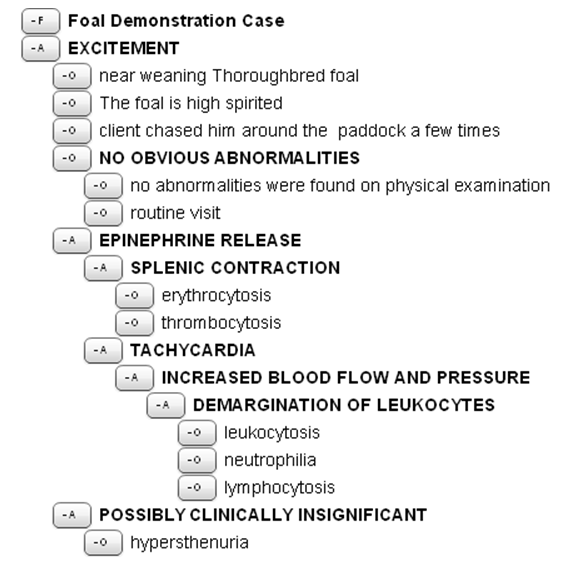 -F Foal Demonstration Case
-A EXCITEMENT
-O near weaning Thoroughbred foal
-O The foal is high spirited
-O client chased him around the paddock a few times
-O NO OBVIOUS ABNORMALITIES
-O no abnormalities were found on physical examination
-O routine visit
-A EPINEPHRINE RELEASE
-A SPLENIC CONTRACTION
-O erythrocytosis
-O thrombocytosis
-A TACHYCARDIA
-A INCREASED BLOOD FLOW AND PRESSURE
-A DEMARGINATION OF LEUKOCYTES
-O leukocytosis
-O neutrophilia
-O lymphocytosis
-A POSSIBLY CLINICALLY INSIGNIFICANT
-O hypersthenuria